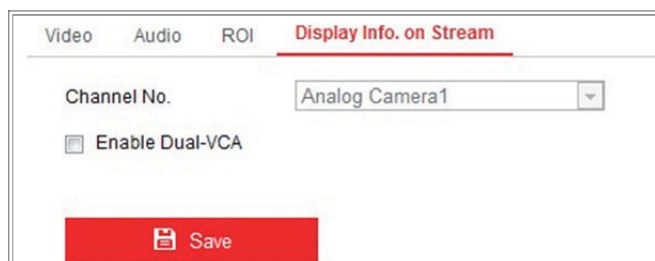 Video Audio ROI Display Info. on Stream
Channel No. Analog Camera1
Enable Dual-VCA
Save